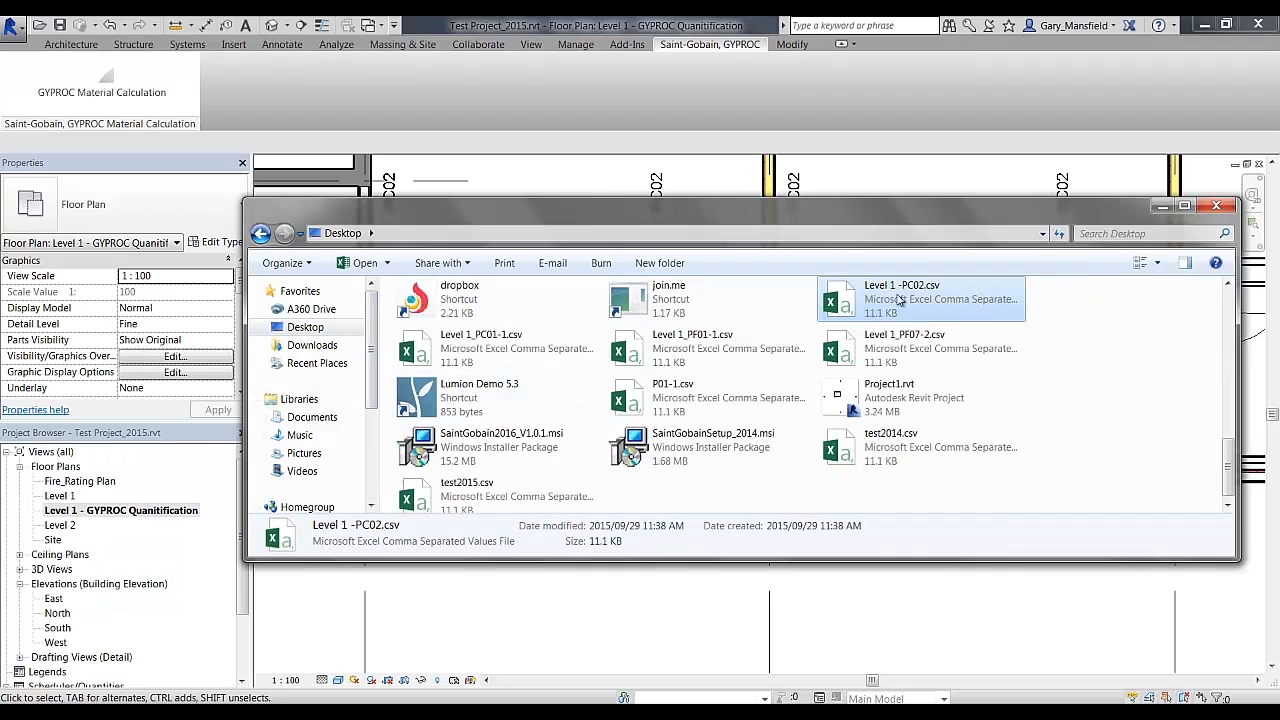 Test Project_2015.rvt - Floor Plan: Level 1 - GYPROC Quanitification
Type a keyword or phrase
Gary_Mansfield
Architecture Structure Systems Insert Annotate Analyze Massing & Site Collaborate View Manage Add-Ins Saint-Gobain, GYPROC Modify
GYPROC Material Calculation
Saint-Gobain, GYPROC Material Calculation
Properties
Floor Plan
Floor Plan: Level 1 - GYPROC Quantif
Edit Type
Graphics
View Scale 1 : 100
Scale Value 1: 100
Display Model Normal
Detail Level Fine
Parts Visibility Show Original
Visibility/Graphics Over... Edit...
Graphic Display Options Edit...
Underlay None
Properties help
Apply
Project Browser - Test Project_2015.rvt
Views (all)
Floor Plans
Fire_Rating Plan
Level 1
Level 1 - GYPROC Quanitification
Level 2
Site
Ceiling Plans
3D Views
Elevations (Building Elevation)
East
North
South
West
Drafting Views (Detail)
Legends
Schedules/Quantities
C02
C02
C02
C02
Desktop
Search Desktop
Organize Open Share with Print E-mail Burn New folder
Favorites
A360 Drive
Desktop
Downloads
Recent Places
Libraries
Documents
Music
Pictures
Videos
Homegroup
dropbox
Shortcut
2.21 KB
join.me
Shortcut
1.17 KB
Level 1 -PC02.csv
Microsoft Excel Comma Separate...
11.1 KB
Level 1_PC01-1.csv
Microsoft Excel Comma Separate...
11.1 KB
Level 1_PF01-1.csv
Microsoft Excel Comma Separate...
11.1 KB
Level 1_PF07-2.csv
Microsoft Excel Comma Separate...
11.1 KB
Lumion Demo 5.3
Shortcut
853 bytes
P01-1.csv
Microsoft Excel Comma Separate...
11.1 KB
Project1.rvt
Autodesk Revit Project
3.24 MB
SaintGobain2016_V1.0.1.msi
Windows Installer Package
15.2 MB
SaintGobainSetup_2014.msi
Windows Installer Package
1.68 MB
test2014.csv
Microsoft Excel Comma Separate...
11.1 KB
test2015.csv
Microsoft Excel Comma Separate...
11.1 KB
Level 1 -PC02.csv
Microsoft Excel Comma Separated Values File
Date modified: 2015/09/29 11:38 AM
Size: 11.1 KB
Date created: 2015/09/29 11:38 AM
1 : 100
Click to select, TAB for alternates, CTRL adds, SHIFT unselects.
:0
Main Model
:0